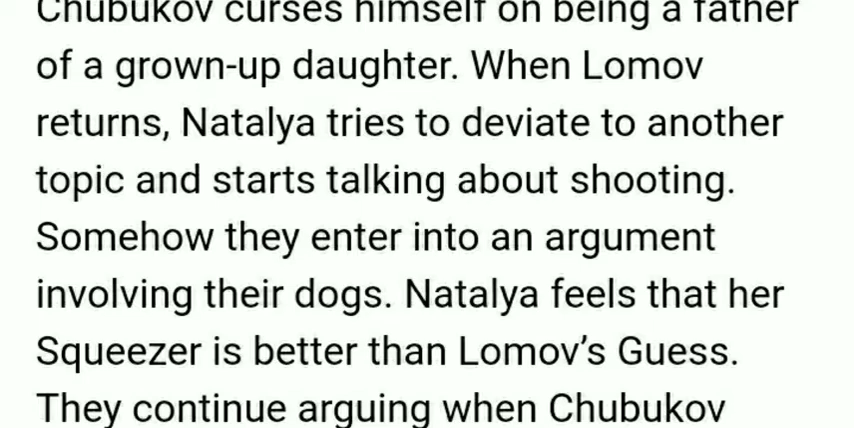 Chubukov curses himself on being a father
of a grown-up daughter. When Lomov
returns, Natalya tries to deviate to another
topic and starts talking about shooting.
Somehow they enter into an argument
involving their dogs. Natalya feels that her
Squeezer is better than Lomov’s Guess.
They continue arguing when Chubukov